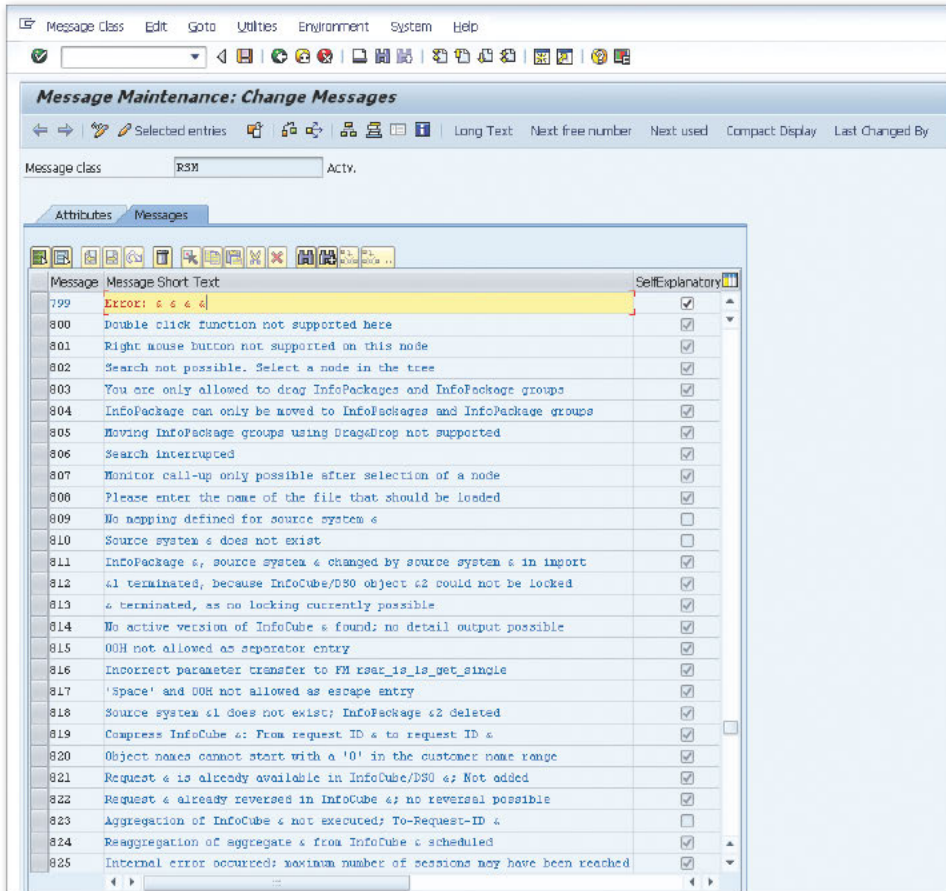 Message Class Edit Goto Utilities Environment System Help
Message Maintenance: Change Messages
Selected entries Long Text Next free number Next used Compact Display Last Changed By
Message class RSM Actv.
Attributes Messages
Message Message Short Text SelfExplanatory
799 Error: & & & &
800 Double click function not supported here
801 Right mouse button not supported on this node
802 Search not possible. Select a node in the tree
803 You are only allowed to drag InfoPackages and InfoPackage groups
804 InfoPackage can only be moved to InfoPackages and InfoPackage groups
805 Moving InfoPackage groups using Drag&Drop not supported
806 Search interrupted
807 Monitor call-up only possible after selection of a node
808 Please enter the name of the file that should be loaded
809 No mapping defined for source system &
810 Source system & does not exist
811 InfoPackage &, source system & changed by source system & in import
812 &1 terminated, because InfoCube/DSO object &2 could not be locked
813 & terminated, as no locking currently possible
814 No active version of InfoCube & found; no detail output possible
815 00H not allowed as separator entry
816 Incorrect parameter transfer to FM rsar_is_ls_get_single
817 'Space' and 00H not allowed as escape entry
818 Source system &1 does not exist; InfoPackage &2 deleted
819 Compress InfoCube &: From request ID & to request ID &
820 Object names cannot start with a '0' in the customer name range
821 Request & is already available in InfoCube/DSO &; Not added
822 Request & already reversed in InfoCube &; no reversal possible
823 Aggregation of InfoCube & not executed; To-Request-ID &
824 Reaggregation of aggregate & from InfoCube & scheduled
825 Internal error occurred; maximum number of sessions may have been reached